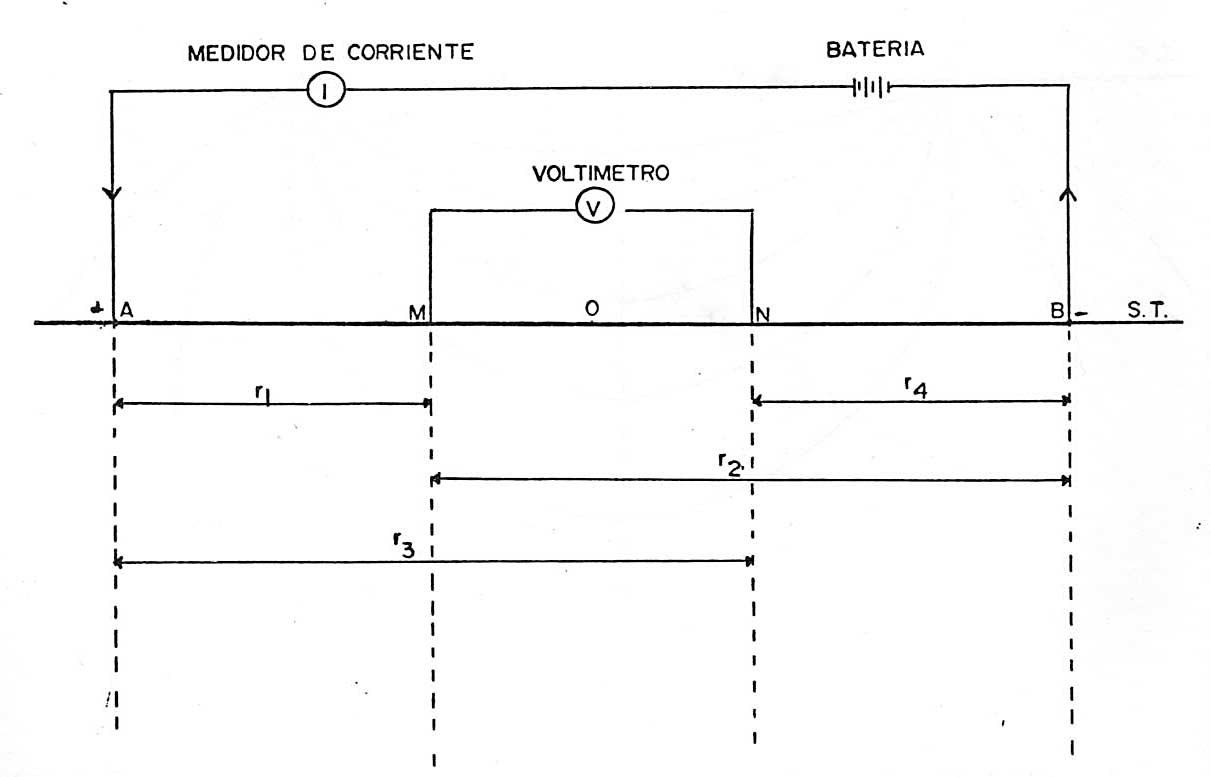 MEDIDOR DE CORRIENTE
BATERIA
I
VOLTIMETRO
V
+ A M O N B - S.T.
r1
r4
r2
r3